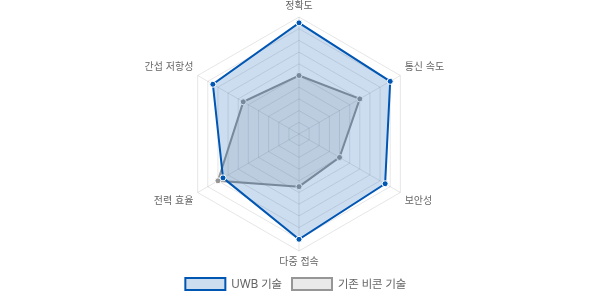 정확도
간섭 저항성
통신 속도
전력 효율
보안성
다중 접속
UWB 기술
기존 비콘 기술